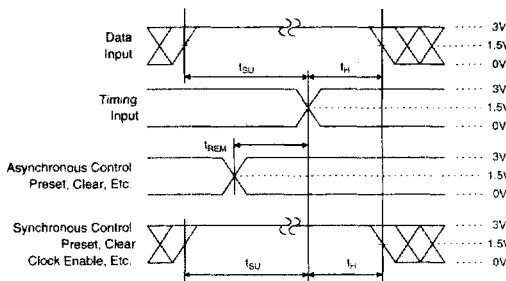 Data
Input
3V
1.5V
0V
tSU
tH
Timing
Input
3V
1.5V
0V
tREM
Asynchronous Control
Preset, Clear, Etc.
3V
1.5V
0V
Synchronous Control
Preset, Clear
Clock Enable, Etc.
3V
1.5V
0V
tSU
tH